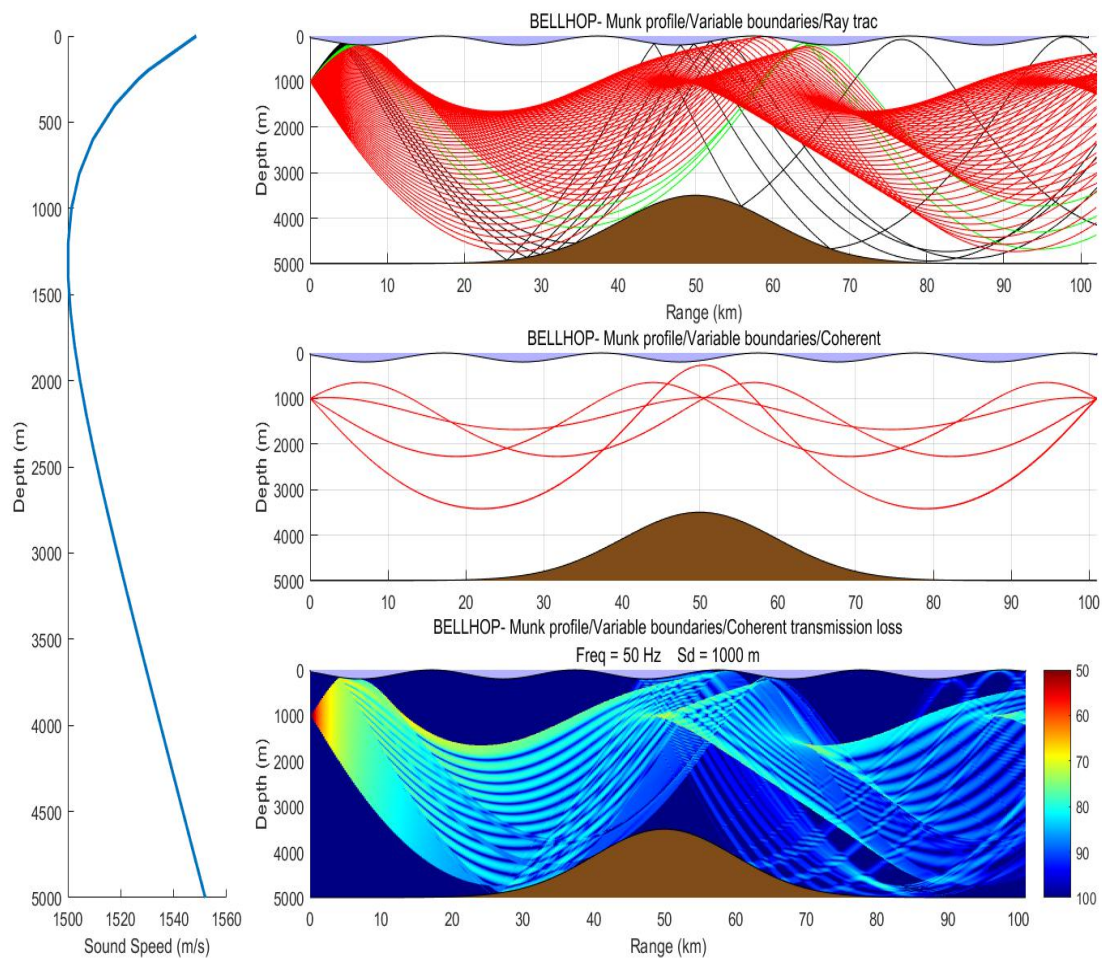 BELLHOP- Munk profile/Variable boundaries/Ray trac
0
500
1000
1500
2000
2500
3000
3500
4000
4500
5000
Depth (m)
1500 1520 1540 1560
Sound Speed (m/s)
0
1000
2000
3000
4000
5000
Depth (m)
0 10 20 30 40 50 60 70 80 90 100
Range (km)
BELLHOP- Munk profile/Variable boundaries/Coherent
0
1000
2000
3000
4000
5000
Depth (m)
0 10 20 30 40 50 60 70 80 90 100
BELLHOP- Munk profile/Variable boundaries/Coherent transmission loss
Freq = 50 Hz Sd = 1000 m
0
1000
2000
3000
4000
5000
Depth (m)
0 10 20 30 40 50 60 70 80 90 100
Range (km)
50
60
70
80
90
100